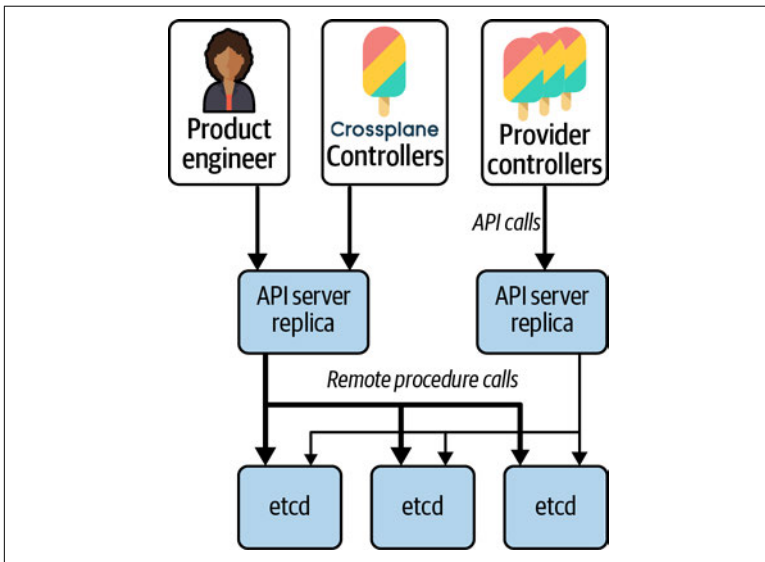 Product
engineer
Crossplane
Controllers
Provider
controllers
API calls
API server
replica
API server
replica
Remote procedure calls
etcd
etcd
etcd